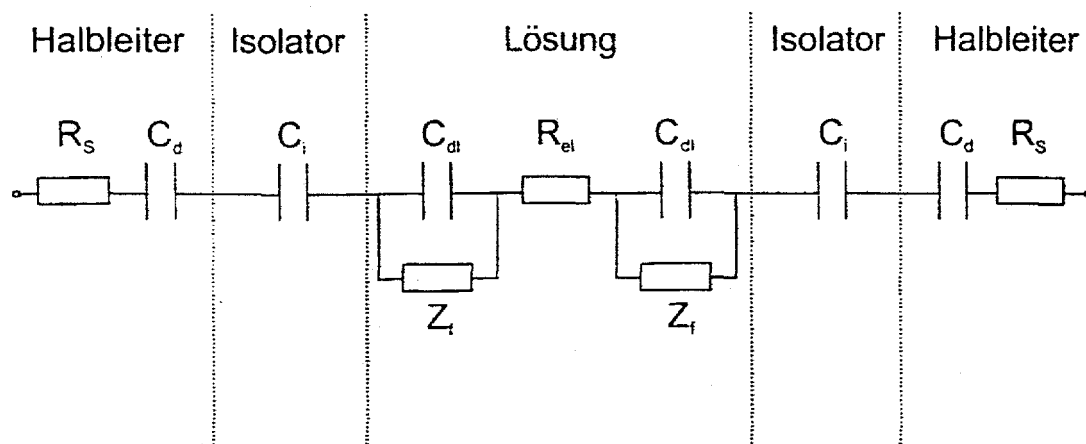 Halbleiter Isolator Lösung Isolator Halbleiter
R_S C_d C_i C_dl R_el C_dl C_i C_d R_S
Z_f Z_f